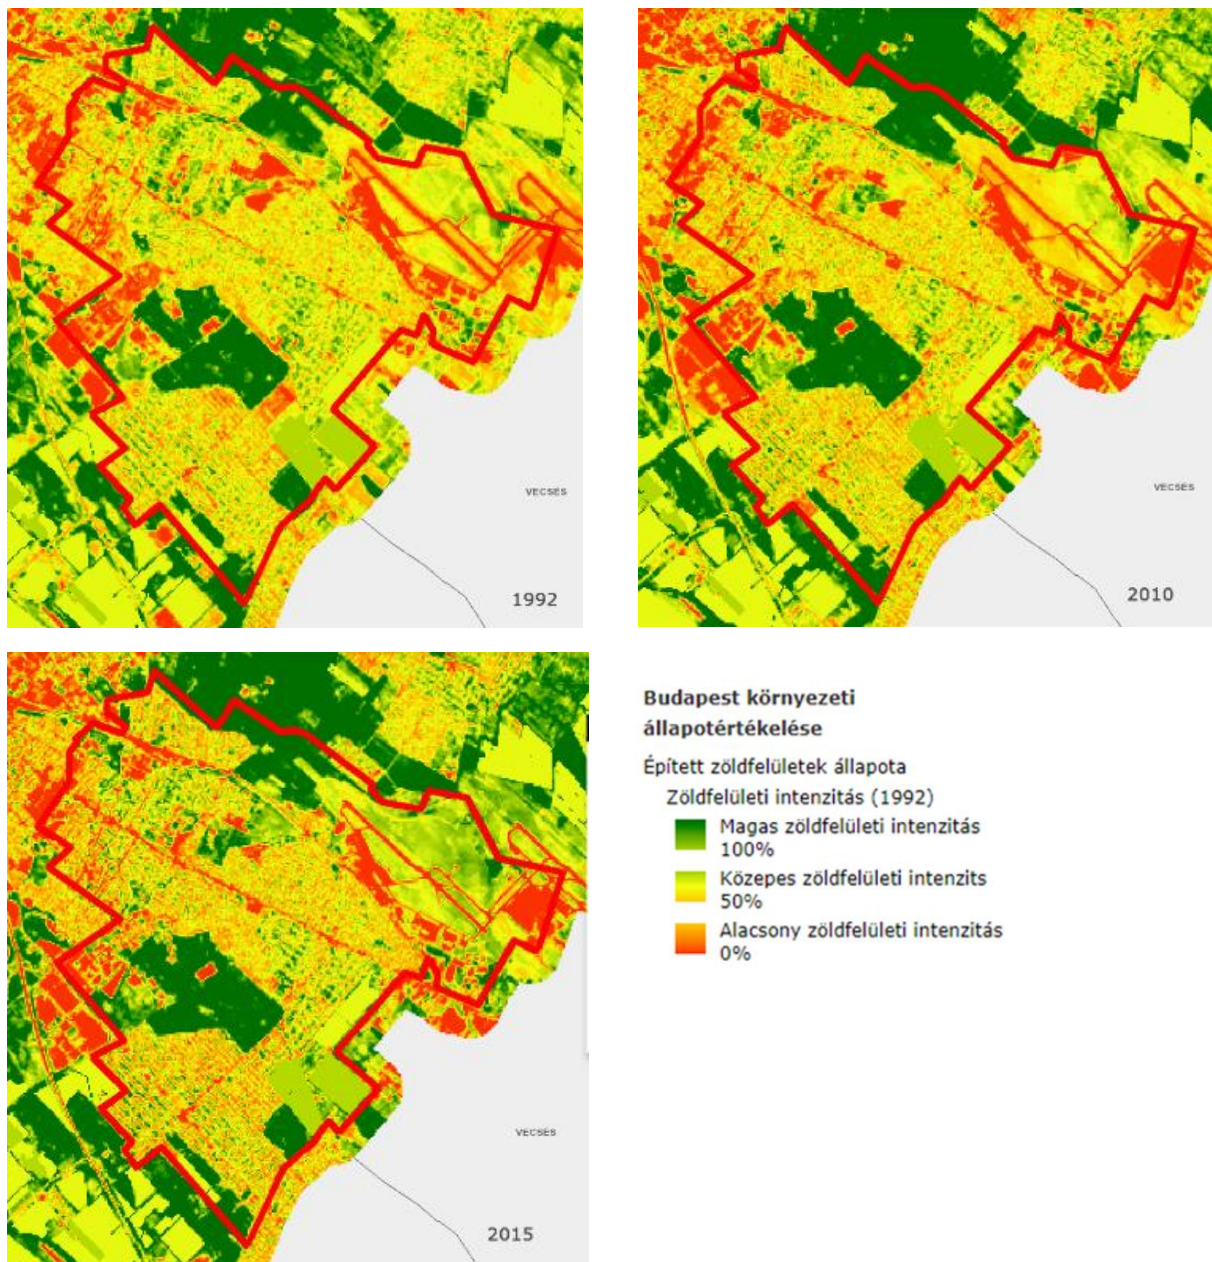 VECSÉS
1992
VECSÉS
2010
VECSÉS
2015
Budapest környezeti
állapotértékelése
Épített zöldfelületek állapota
Zöldfelületi intenzitás (1992)
Magas zöldfelületi intenzitás
100%
Közepes zöldfelületi intenzits
50%
Alacsony zöldfelületi intenzitás
0%